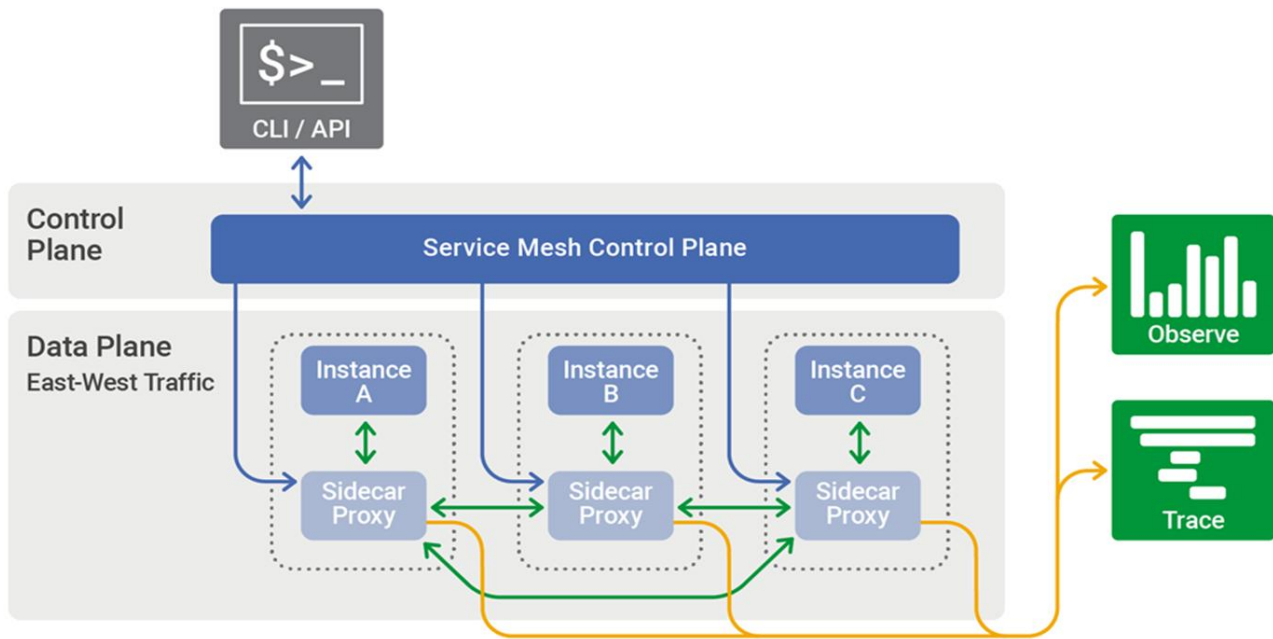 $>_
CLI / API
Control
Plane
Service Mesh Control Plane
Data Plane
East-West Traffic
Instance
A
Instance
B
Instance
C
Sidecar
Proxy
Sidecar
Proxy
Sidecar
Proxy
Observe
Trace